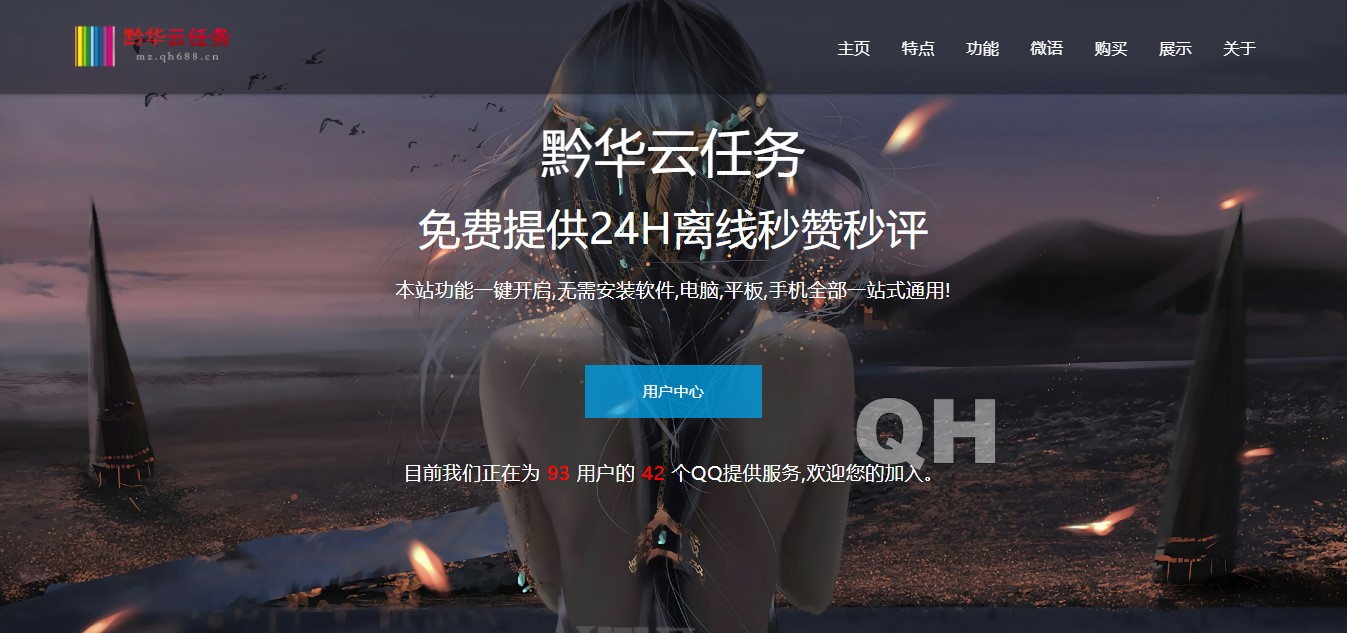 黔华云任务
mz.qh688.cn
主页 特点 功能 微语 购买 展示 关于
黔华云任务
免费提供24H离线秒赞秒评
本站功能一键开启,无需安装软件,电脑,平板,手机全部一站式通用!
用户中心
QH
目前我们正在为 93 用户的 42 个QQ提供服务,欢迎您的加入。